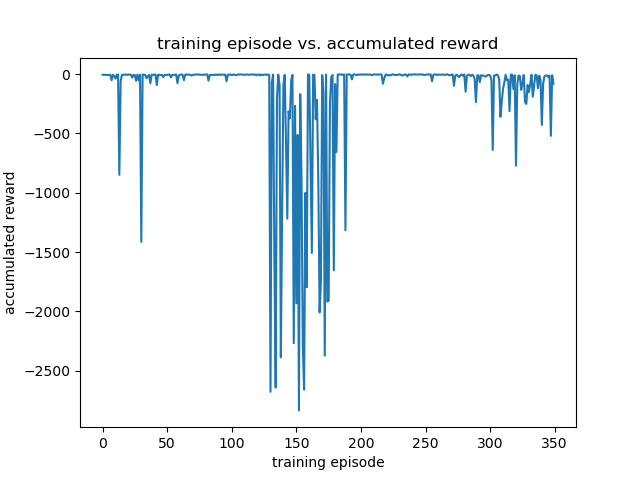 training episode vs. accumulated reward
0
−500
−1000
−1500
−2000
−2500
accumulated reward
0 50 100 150 200 250 300 350
training episode